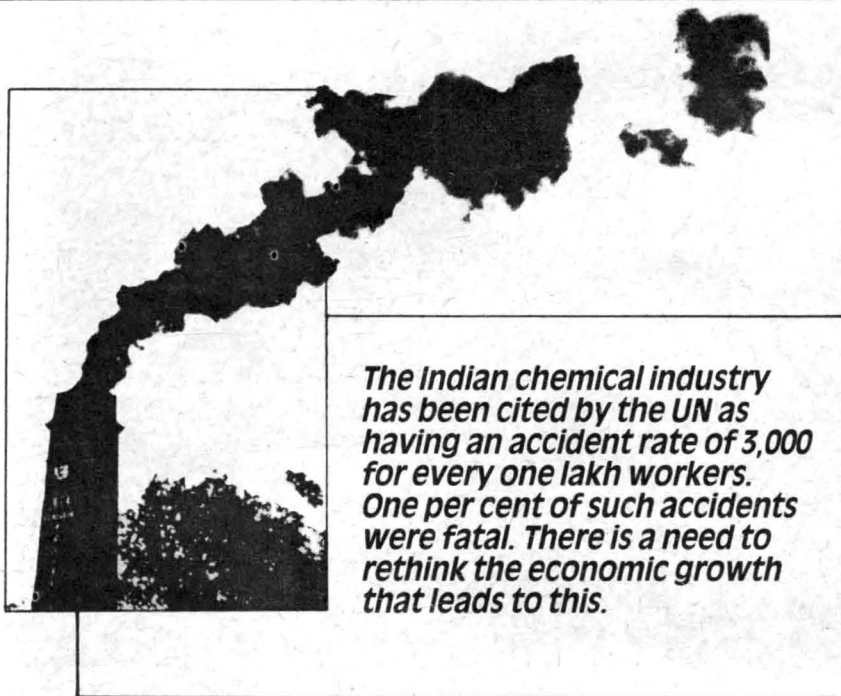 The Indian chemical industry
has been cited by the UN as
having an accident rate of 3,000
for every one lakh workers.
One per cent of such accidents
were fatal. There is a need to
rethink the economic growth
that leads to this.